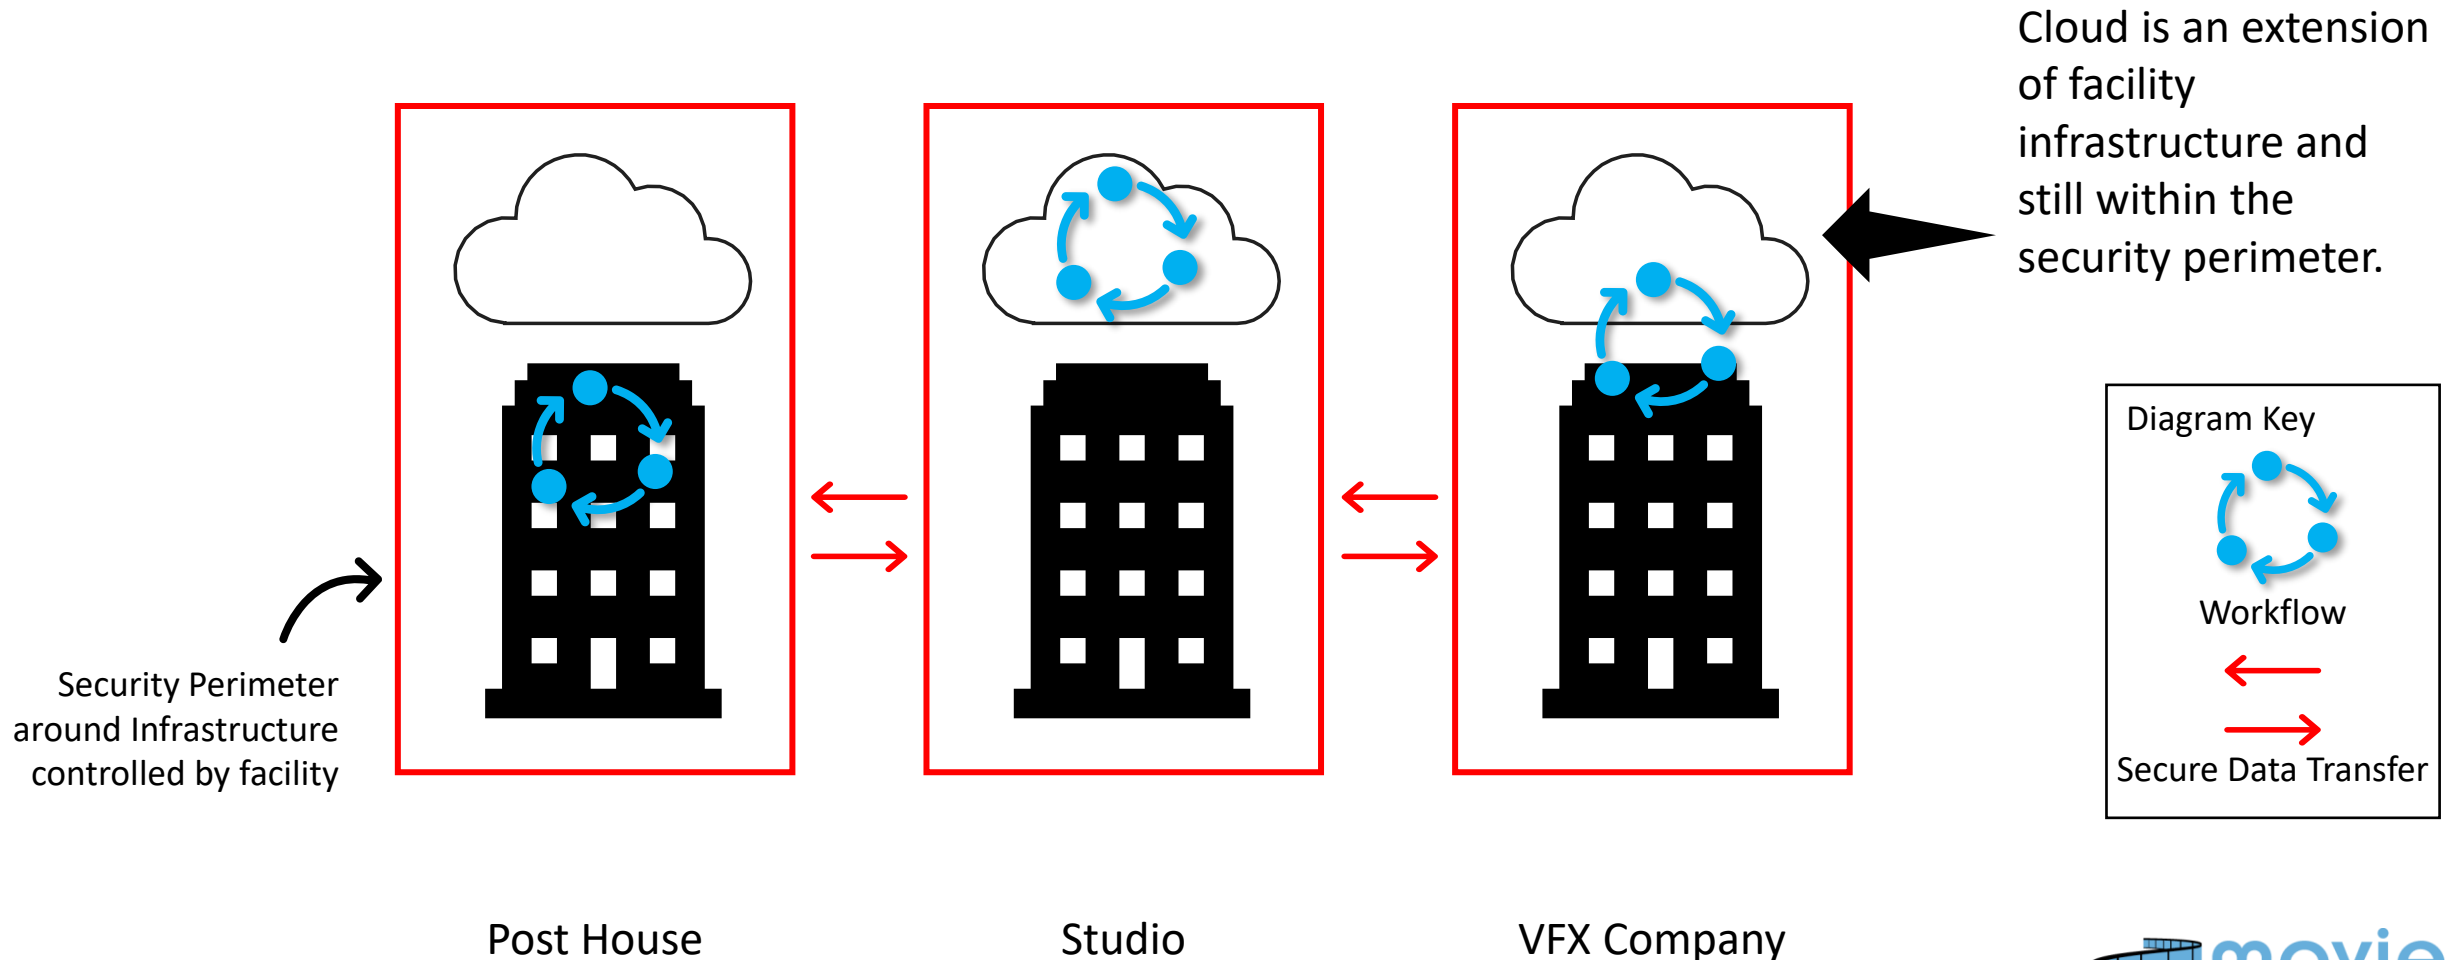 Cloud is an extension
of facility
infrastructure and
still within the
security perimeter.
Security Perimeter
around Infrastructure
controlled by facility
Diagram Key
Workflow
Secure Data Transfer
Post House
Studio
VFX Company
movie